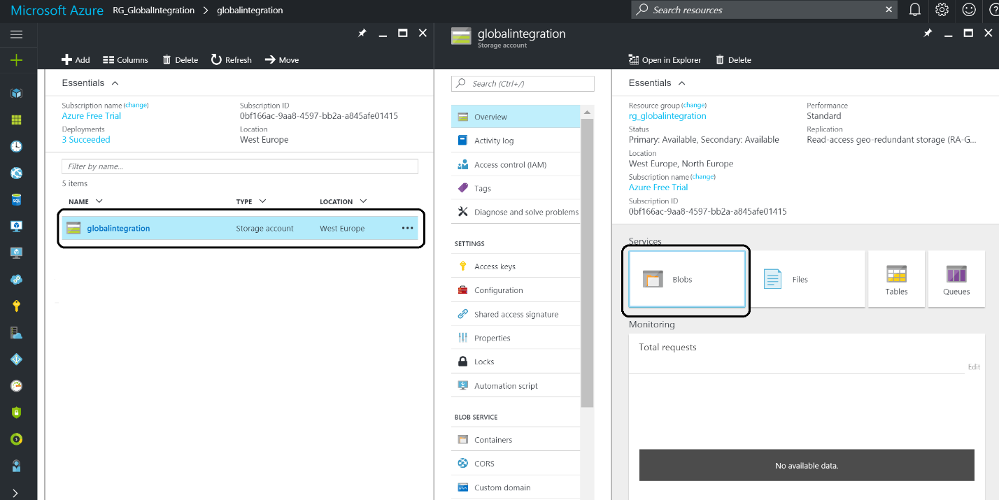 Microsoft Azure RG_GlobalIntegration > globalintegration
Search resources
Add Columns Delete Refresh Move
Essentials
Subscription name (change)
Azure Free Trial
Deployments
3 Succeeded
Subscription ID
0bf166ac-9aa8-4597-bb2a-a845afe01415
Location
West Europe
Filter by name...
5 items
NAME TYPE LOCATION
globalintegration Storage account West Europe
globalintegration
Storage account
Search (Ctrl+/)
Overview
Activity log
Access control (IAM)
Tags
Diagnose and solve problems
SETTINGS
Access keys
Configuration
Shared access signature
Properties
Locks
Automation script
BLOB SERVICE
Containers
CORS
Custom domain
Open in Explorer Delete
Essentials
Resource group (change)
rg_globalintegration
Status
Primary: Available, Secondary: Available
Location
West Europe, North Europe
Subscription name (change)
Azure Free Trial
Subscription ID
0bf166ac-9aa8-4597-bb2a-a845afe01415
Performance
Standard
Replication
Read-access geo-redundant storage (RA-G...
Services
Blobs
Files
Tables
Queues
Monitoring
Total requests
Edit
No available data.